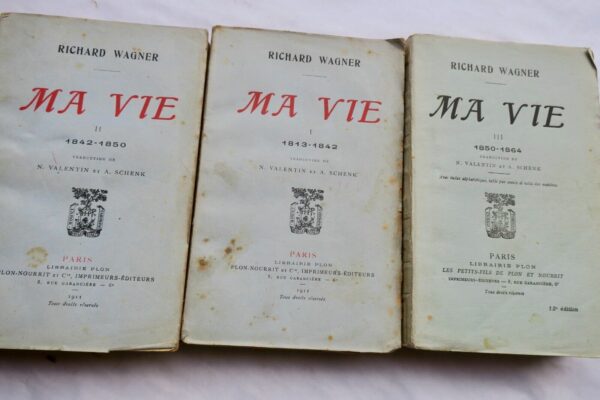 RICHARD WAGNER
MA VIE
II
1842-1850
TRADUCTION DE
N. VALENTIN ET A. SCHENK
PARIS
LIBRAIRIE PLON
PLON-NOURRIT ET Cie, IMPRIMEURS-ÉDITEURS
8, RUE GARANCIÈRE — 6e
1911
Tous droits réservés
RICHARD WAGNER
MA VIE
I
1813-1842
TRADUCTION DE
N. VALENTIN ET A. SCHENK
PARIS
LIBRAIRIE PLON
PLON-NOURRIT ET Cie, IMPRIMEURS-ÉDITEURS
8, RUE GARANCIÈRE — 6e
1911
Tous droits réservés
RICHARD WAGNER
MA VIE
III
1850-1864
TRADUCTION DE
N. VALENTIN ET A. SCHENK
Avec index alphabétique
PARIS
LIBRAIRIE PLON
LES PETITS-FILS DE PLON ET NOURRIT
IMPRIMEURS-ÉDITEURS — 8, RUE GARANCIÈRE, 6e
Tous droits réservés
12e édition